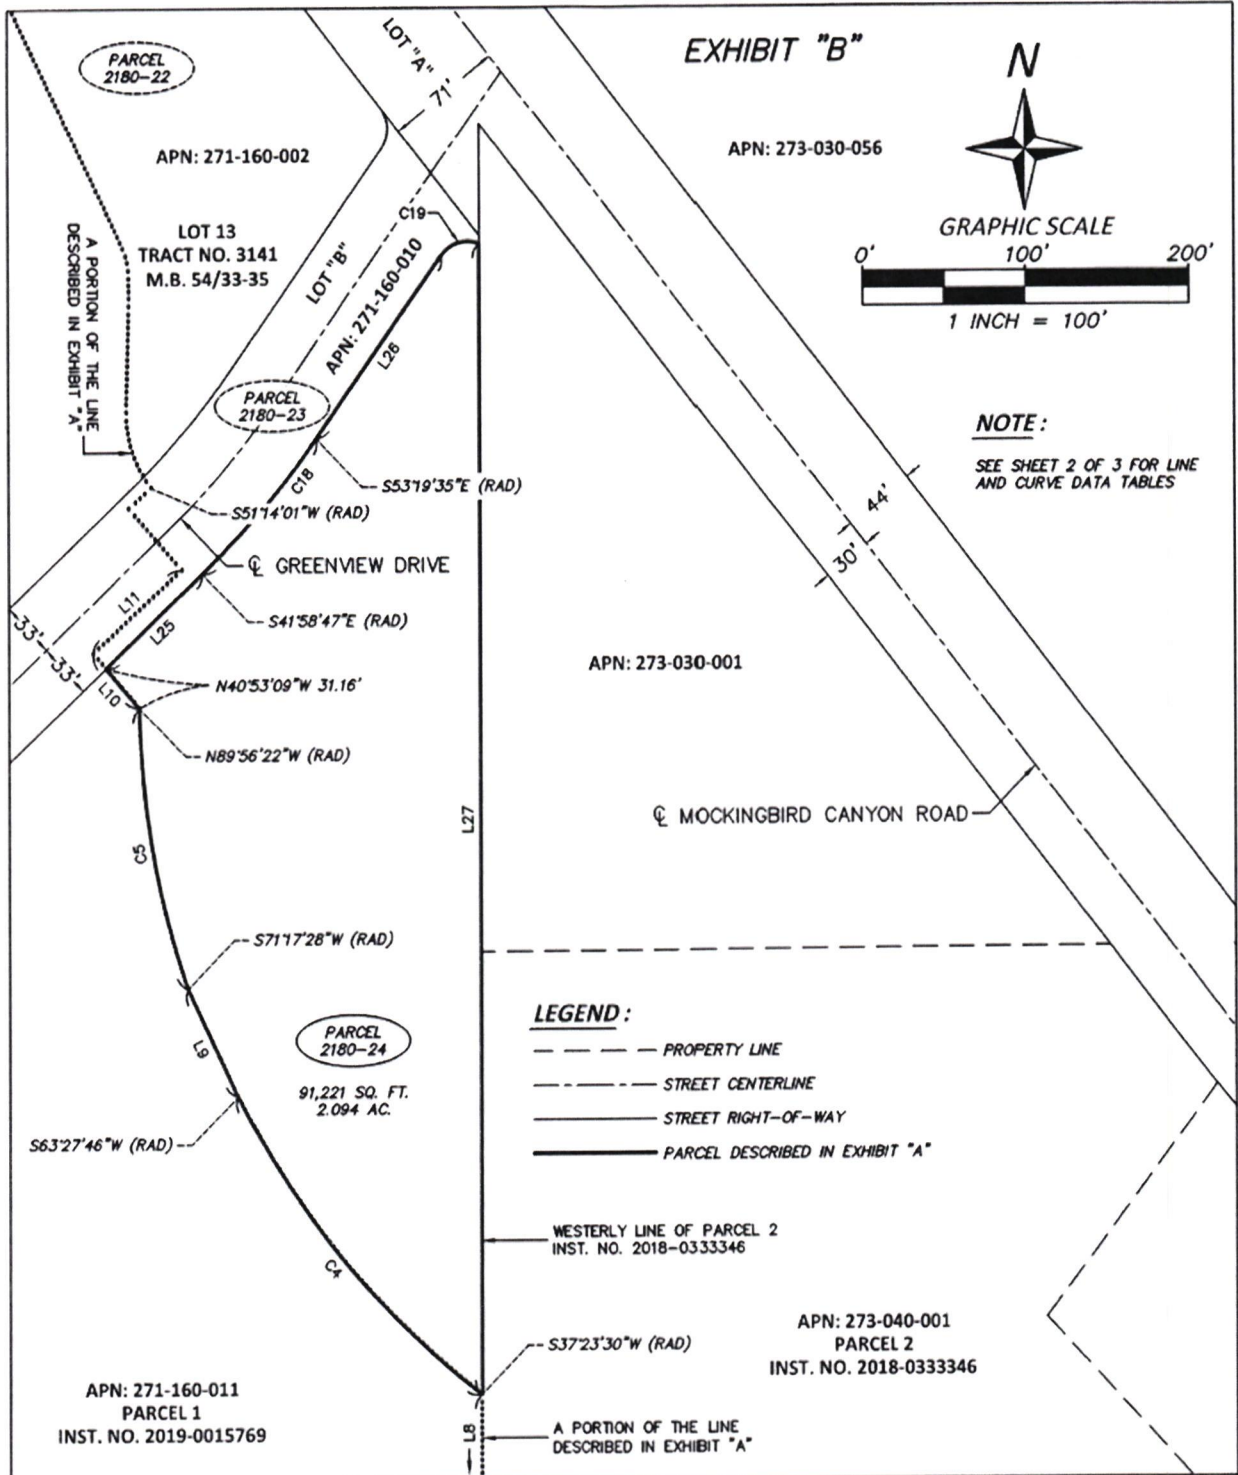 EXHIBIT "B"
N
PARCEL
2180-22
LOT "A"
71'
APN: 271-160-002
APN: 273-030-056
GRAPHIC SCALE
0' 100' 200'
1 INCH = 100'
LOT 13
TRACT NO. 3141
M.B. 54/33-35
A PORTION OF THE LINE
DESCRIBED IN EXHIBIT "A"
LOT "B"
C19
APN: 271-160-010
L26
PARCEL
2180-23
NOTE:
SEE SHEET 2 OF 3 FOR LINE
AND CURVE DATA TABLES
C18
S53°19'35"E (RAD)
S51°14'01"W (RAD)
44'
30'
℄ GREENVIEW DRIVE
L11
L25
S41°58'47"E (RAD)
33'
33'
L10
N40°53'09"W 31.16'
N89°56'22"W (RAD)
APN: 273-030-001
L27
℄ MOCKINGBIRD CANYON ROAD
C5
S71°17'28"W (RAD)
L9
PARCEL
2180-24
91,221 SQ. FT.
2.094 AC.
LEGEND:
PROPERTY LINE
STREET CENTERLINE
STREET RIGHT-OF-WAY
PARCEL DESCRIBED IN EXHIBIT "A"
S63°27'46"W (RAD)
WESTERLY LINE OF PARCEL 2
INST. NO. 2018-0333346
C4
S37°23'30"W (RAD)
APN: 273-040-001
PARCEL 2
INST. NO. 2018-0333346
APN: 271-160-011
PARCEL 1
INST. NO. 2019-0015769
L8
A PORTION OF THE LINE
DESCRIBED IN EXHIBIT "A"